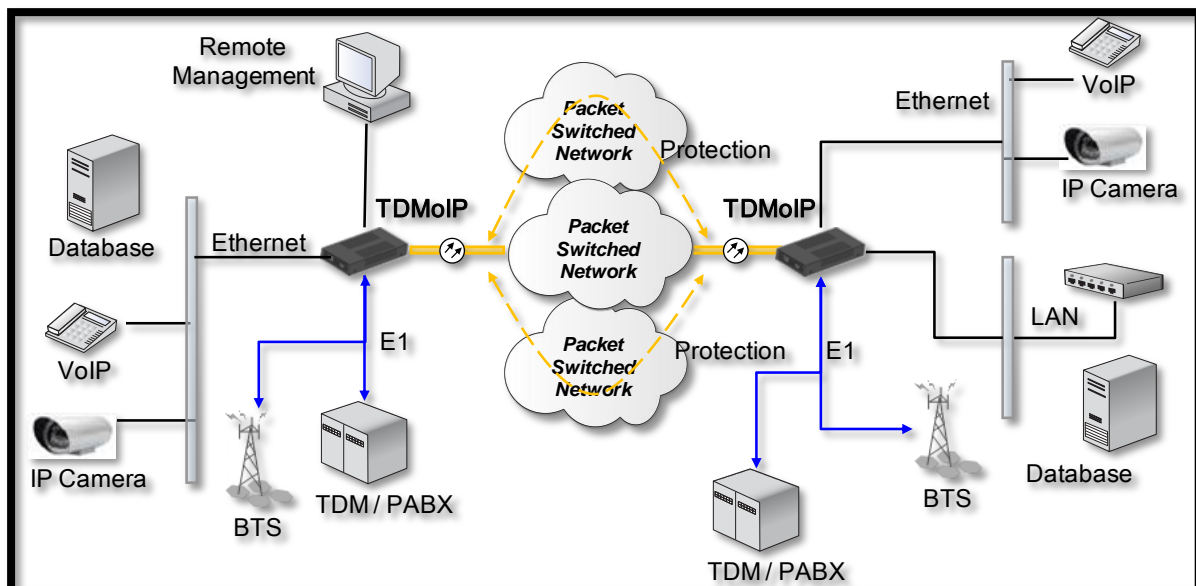 Remote
Management
Database
Ethernet
VoIP
IP Camera
BTS
TDM / PABX
E1
TDMoIP
Packet
Switched
Network
Protection
Packet
Switched
Network
Packet
Switched
Network
Protection
TDMoIP
E1
TDM / PABX
BTS
Ethernet
VoIP
IP Camera
LAN
Database